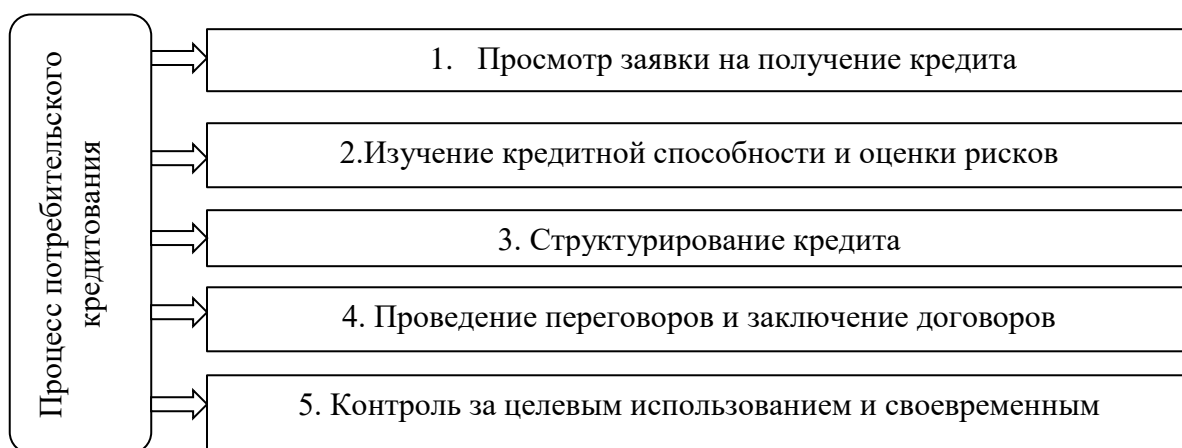 Процесс потребительского
кредитования
1. Просмотр заявки на получение кредита
2.Изучение кредитной способности и оценки рисков
3. Структурирование кредита
4. Проведение переговоров и заключение договоров
5. Контроль за целевым использованием и своевременным